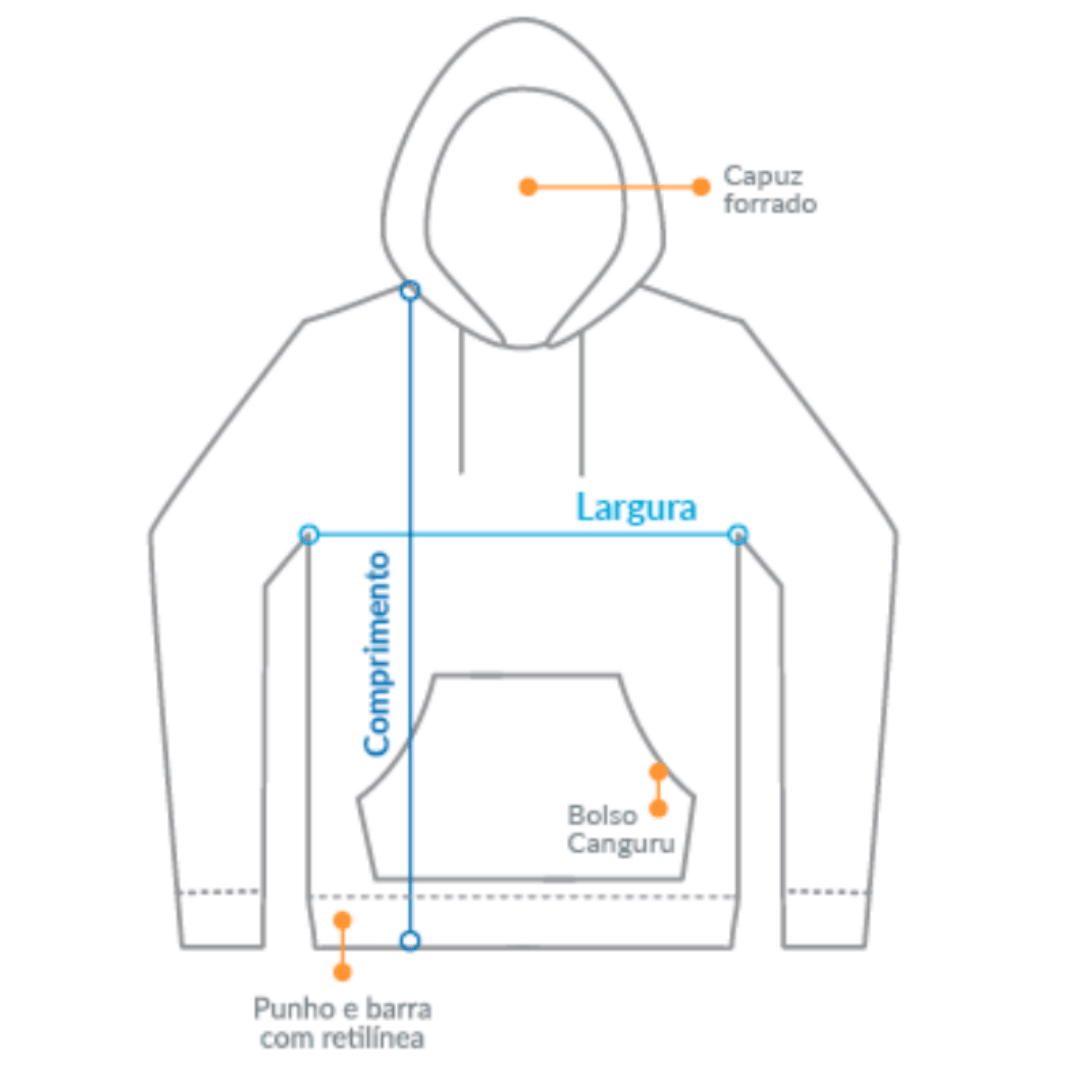 Capuz
forrado
Largura
Comprimento
Bolso
Canguru
Punho e barra
com retilínea